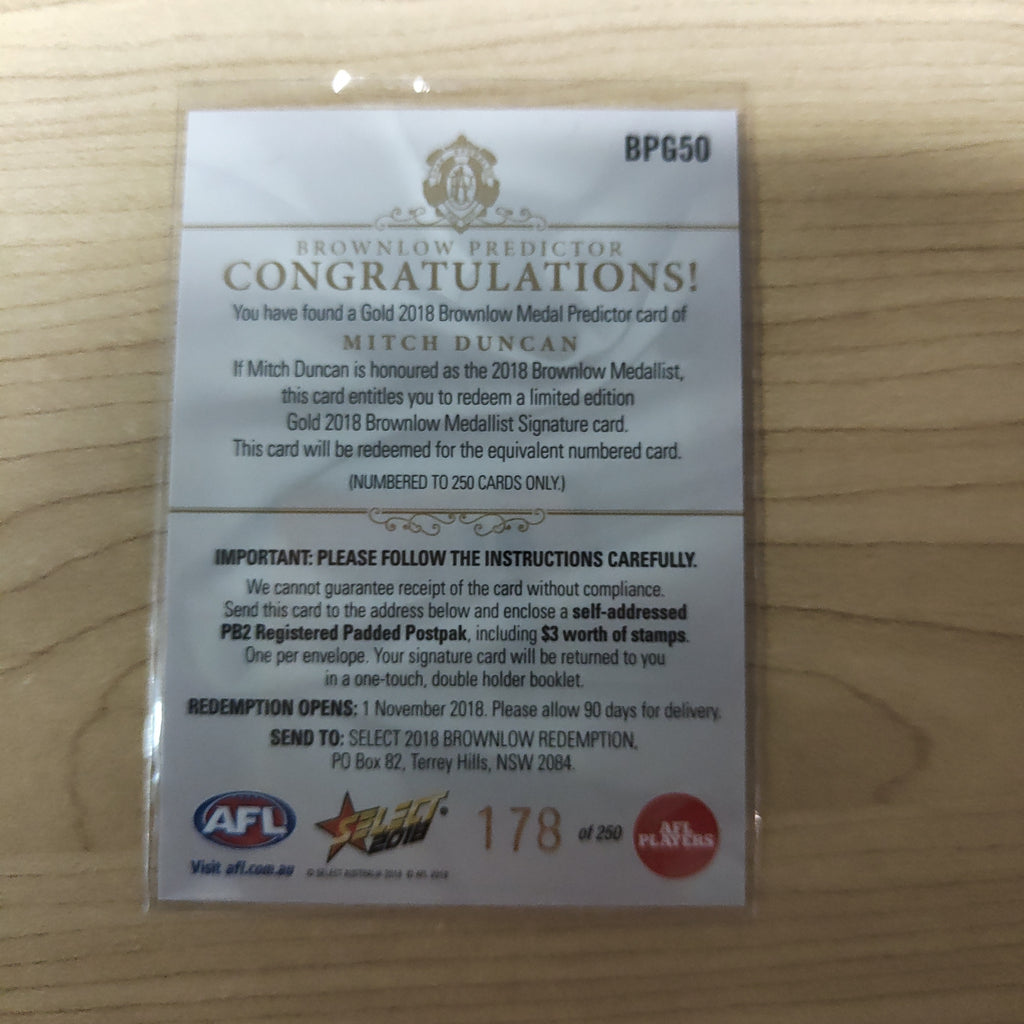 BPG50
BROWNLOW PREDICTOR
CONGRATULATIONS!
You have found a Gold 2018 Brownlow Medal Predictor card of
MITCH DUNCAN
If Mitch Duncan is honoured as the 2018 Brownlow Medallist,
this card entitles you to redeem a limited edition
Gold 2018 Brownlow Medallist Signature card.
This card will be redeemed for the equivalent numbered card.
(NUMBERED TO 250 CARDS ONLY.)
IMPORTANT: PLEASE FOLLOW THE INSTRUCTIONS CAREFULLY.
We cannot guarantee receipt of the card without compliance.
Send this card to the address below and enclose a self-addressed
PB2 Registered Padded Postpak, including $3 worth of stamps.
One per envelope. Your signature card will be returned to you
in a one-touch, double holder booklet.
REDEMPTION OPENS: 1 November 2018. Please allow 90 days for delivery.
SEND TO: SELECT 2018 BROWNLOW REDEMPTION,
PO Box 82, Terrey Hills, NSW 2084.
AFL
SELECT
2018
178 of 250
AFL
PLAYERS
Visit afl.com.au
© SELECT AUSTRALIA 2018 © AFL 2018